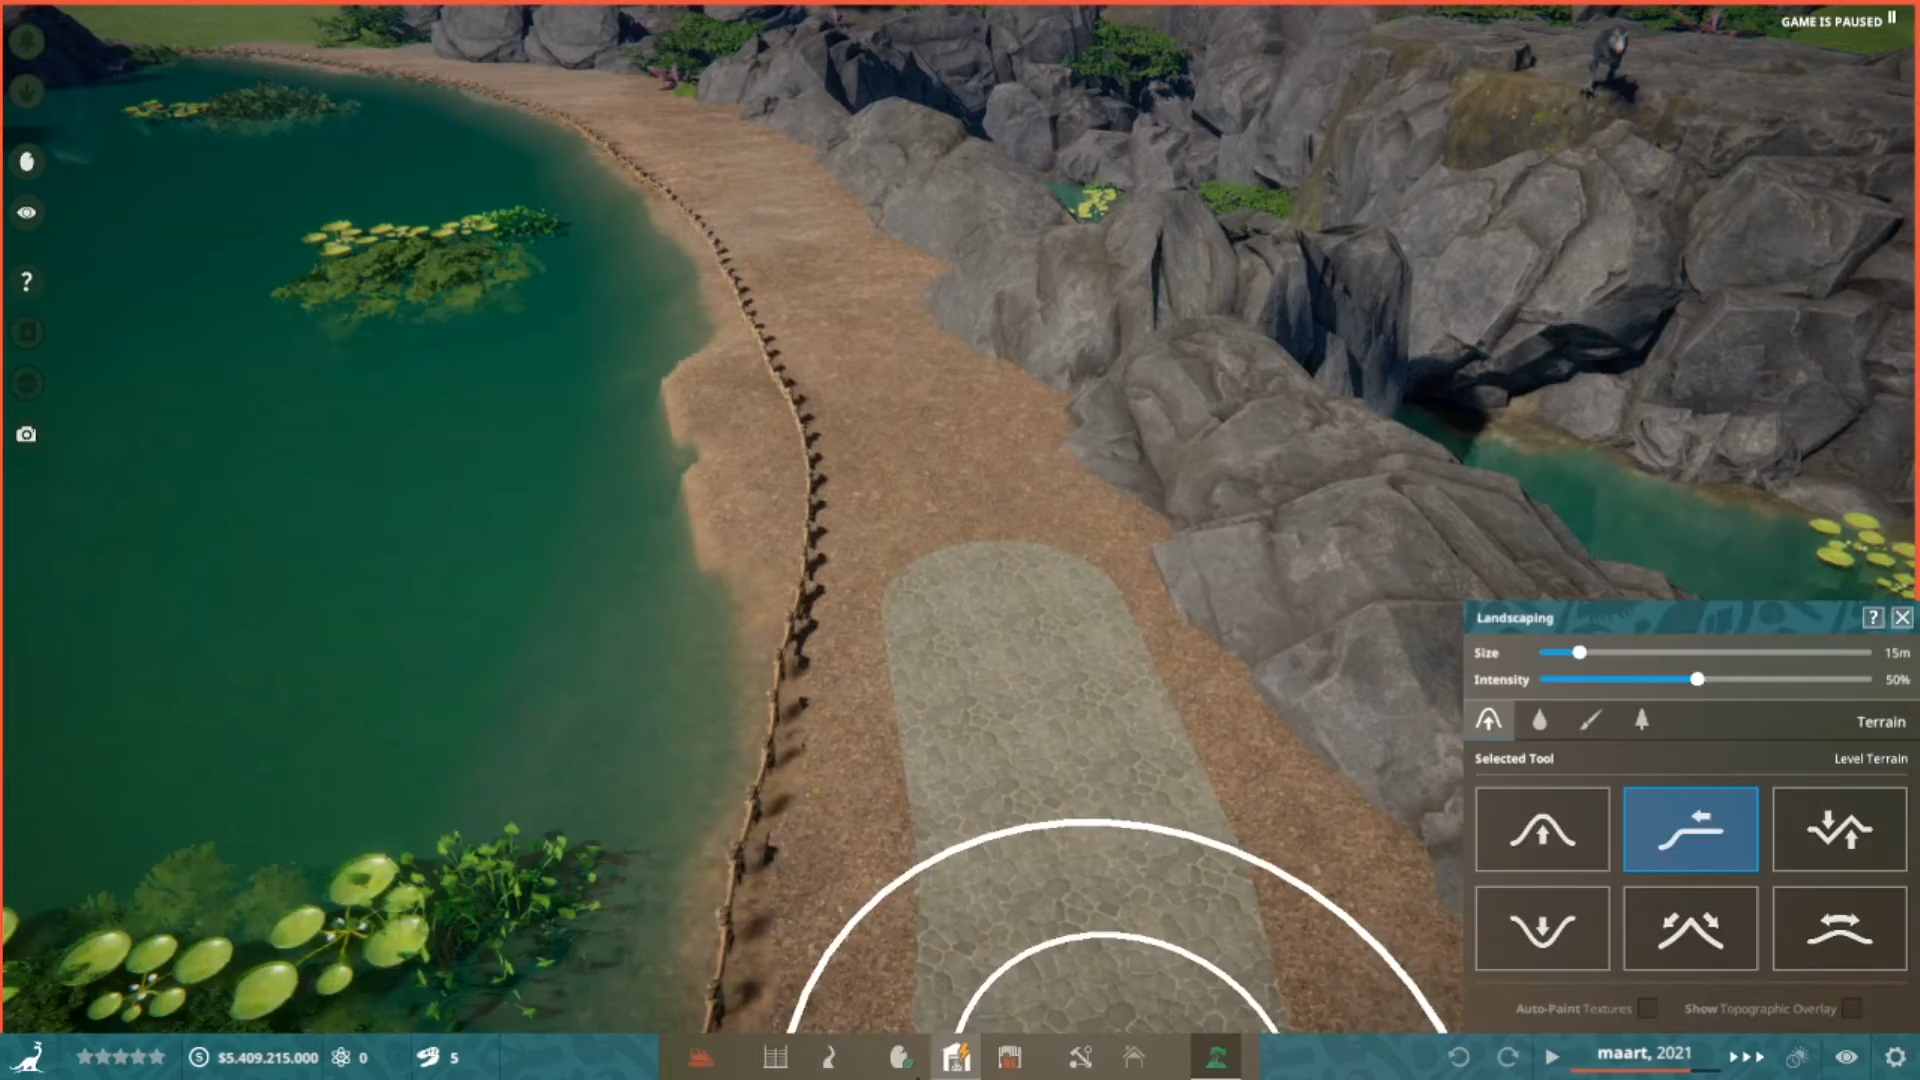 GAME IS PAUSED
?
Landscaping ?
Size 15m
Intensity 50%
Terrain
Selected Tool Level Terrain
Auto-Paint Textures Show Topographic Overlay
$5.409.215.000 0 5 maart, 2021